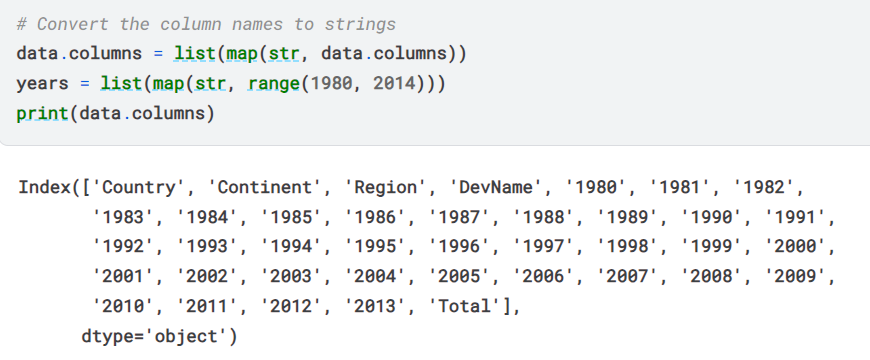 # Convert the column names to strings
data.columns = list(map(str, data.columns))
years = list(map(str, range(1980, 2014)))
print(data.columns)
Index(['Country', 'Continent', 'Region', 'DevName', '1980', '1981', '1982',
'1983', '1984', '1985', '1986', '1987', '1988', '1989', '1990', '1991',
'1992', '1993', '1994', '1995', '1996', '1997', '1998', '1999', '2000',
'2001', '2002', '2003', '2004', '2005', '2006', '2007', '2008', '2009',
'2010', '2011', '2012', '2013', 'Total'],
dtype='object')